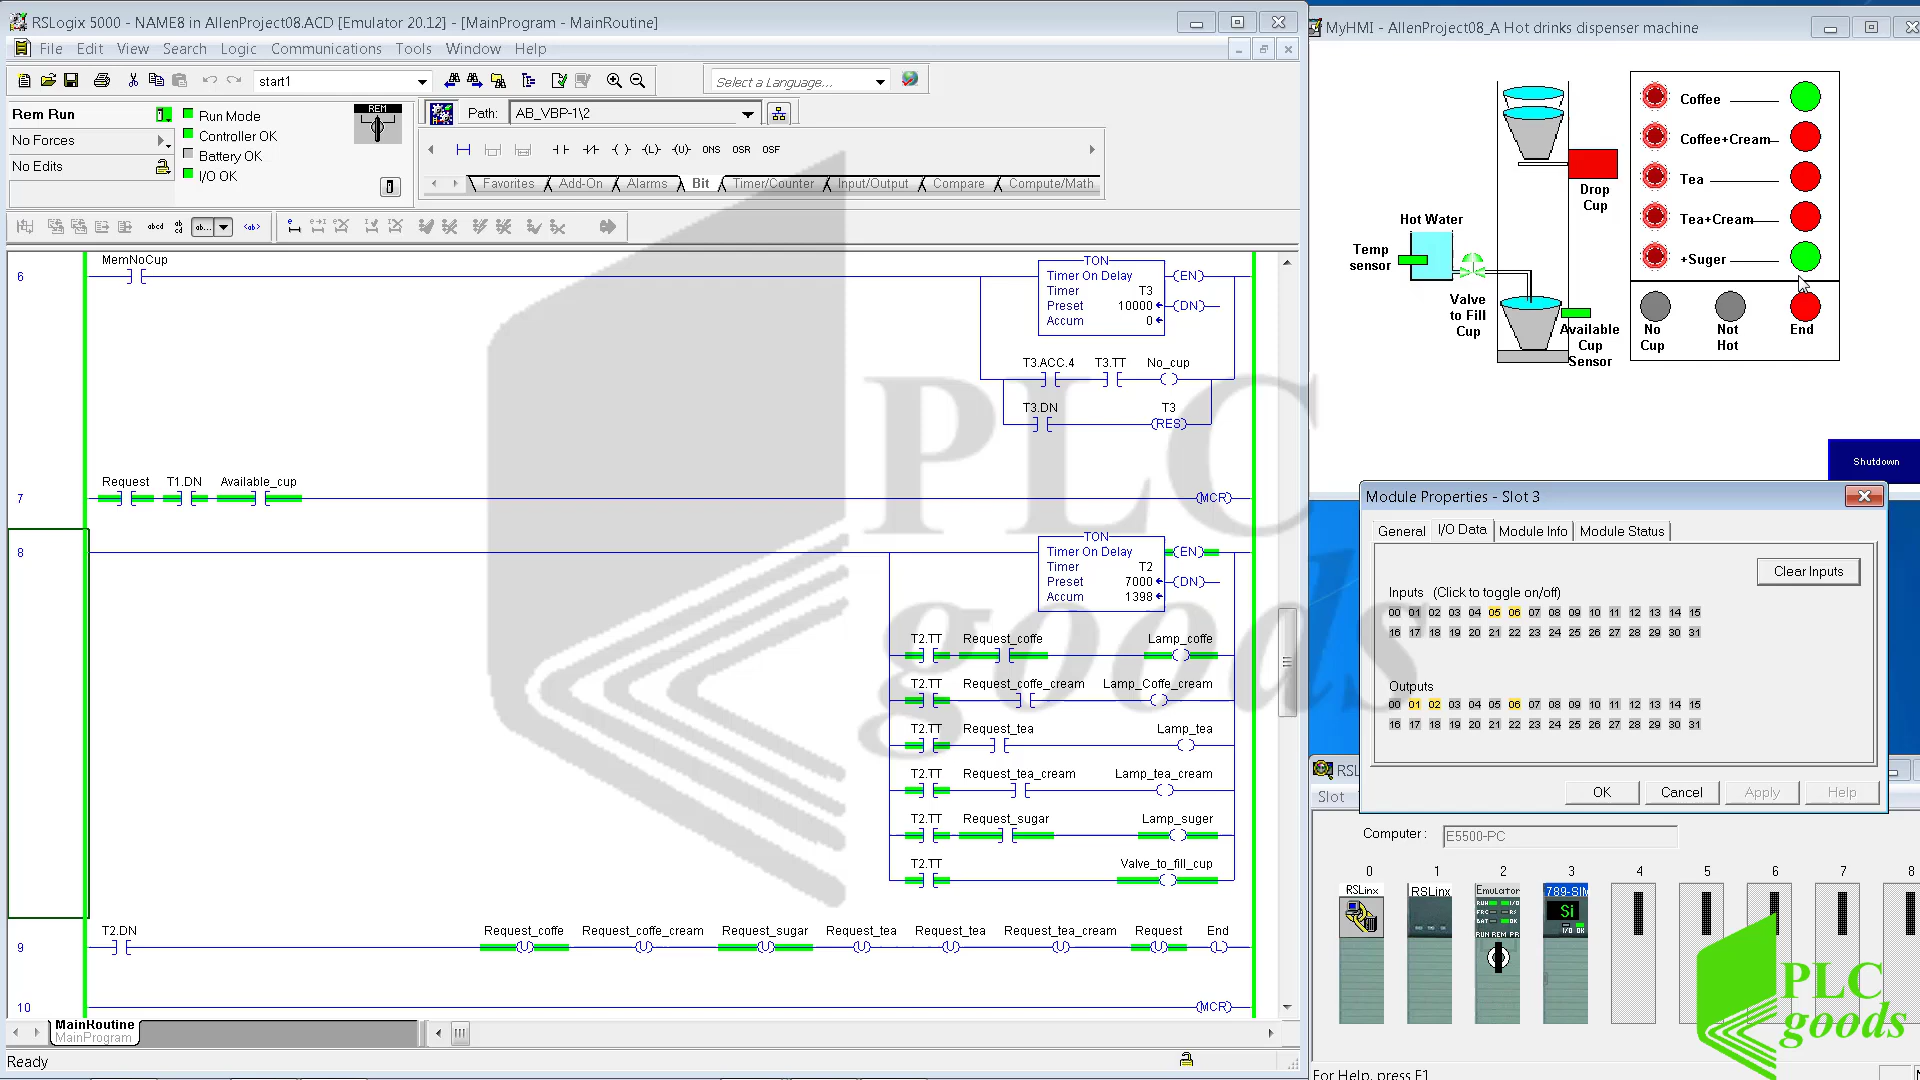 RSLogix 5000 - NAME8 in AllenProject08.ACD [Emulator 20.12] - [MainProgram - MainRoutine]
File Edit View Search Logic Communications Tools Window Help
start1
Select a Language...
Rem Run
No Forces
No Edits
Run Mode
Controller OK
Battery OK
I/O OK
REM
Path: AB_VBP-1\2
ONS OSR OSF
Favorites Add-On Alarms Bit Timer/Counter Input/Output Compare Compute/Math
6
MemNoCup
TON
Timer On Delay
Timer T3
Preset 10000
Accum 0
EN
DN
T3.ACC.4 T3.TT No_cup
T3.DN T3
RES
7
Request T1.DN Available_cup
MCR
8
TON
Timer On Delay
Timer T2
Preset 7000
Accum 1398
EN
DN
T2.TT Request_coffe Lamp_coffe
T2.TT Request_coffe_cream Lamp_Coffe_cream
T2.TT Request_tea Lamp_tea
T2.TT Request_tea_cream Lamp_tea_cream
T2.TT Request_sugar Lamp_suger
T2.TT Valve_to_fill_cup
9
T2.DN Request_coffe Request_coffe_cream Request_sugar Request_tea Request_tea Request_tea_cream Request End
U U U U U U U L
10
MCR
MainRoutine
MainProgram
Ready
PLC
goods
MyHMI - AllenProject08_A Hot drinks dispenser machine
Coffee
Coffee+Cream
Tea
Tea+Cream
+Suger
No Cup
Not Hot
End
Drop Cup
Hot Water
Temp sensor
Valve to Fill Cup
Available Cup Sensor
Shutdown
Module Properties - Slot 3
General I/O Data Module Info Module Status
Clear Inputs
Inputs (Click to toggle on/off)
00 01 02 03 04 05 06 07 08 09 10 11 12 13 14 15
16 17 18 19 20 21 22 23 24 25 26 27 28 29 30 31
Outputs
00 01 02 03 04 05 06 07 08 09 10 11 12 13 14 15
16 17 18 19 20 21 22 23 24 25 26 27 28 29 30 31
OK Cancel Apply Help
RSL
Slot
Computer : E5500-PC
0 1 2 3 4 5 6 7 8
RSLinx RSLinx Emulator 789-SIM
Si
I/O OK
RUN REM PR
PLC
goods
For Help, press F1